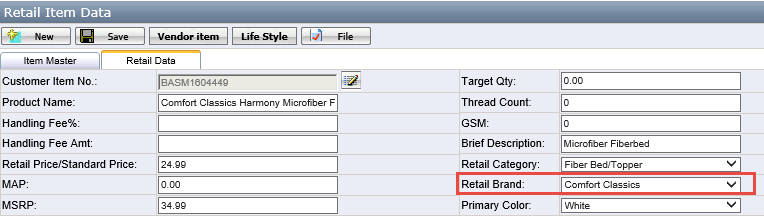 Retail Item Data
New Save Vendor item Life Style File
Item Master Retail Data
Customer Item No.: BASM1604449 Target Qty: 0.00
Product Name: Comfort Classics Harmony Microfiber F Thread Count: 0
Handling Fee%: GSM: 0
Handling Fee Amt: Brief Description: Microfiber Fiberbed
Retail Price/Standard Price: 24.99 Retail Category: Fiber Bed/Topper
MAP: 0.00 Retail Brand: Comfort Classics
MSRP: 34.99 Primary Color: White